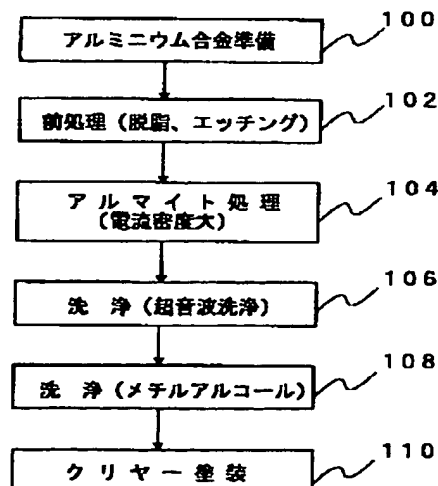 アルミニウム合金準備
100
前処理(脱脂、エッチング)
102
アルマイト処理
(電流密度大)
104
洗 浄(超音波洗浄)
106
洗 浄(メチルアルコール)
108
クリヤー塗装
110